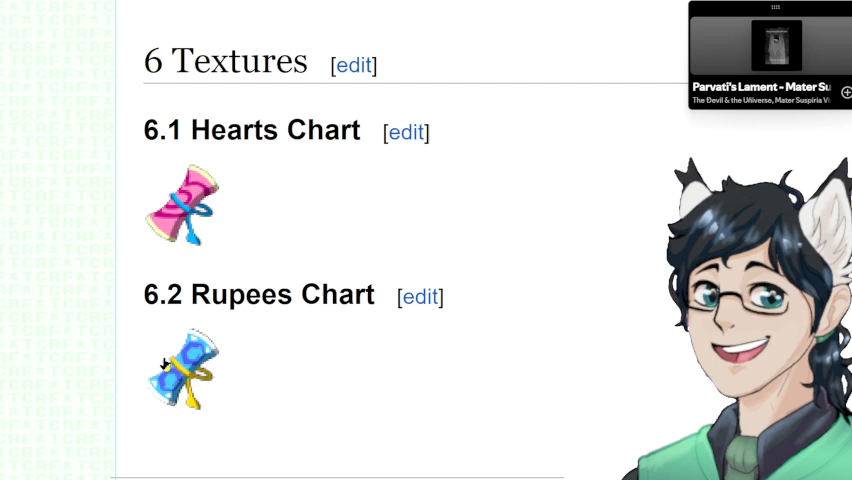 6 Textures [edit]
Parvati's Lament - Mater Su
The Devil & the Uñiverse, Mater Suspiria Vi
6.1 Hearts Chart [edit]
6.2 Rupees Chart [edit]